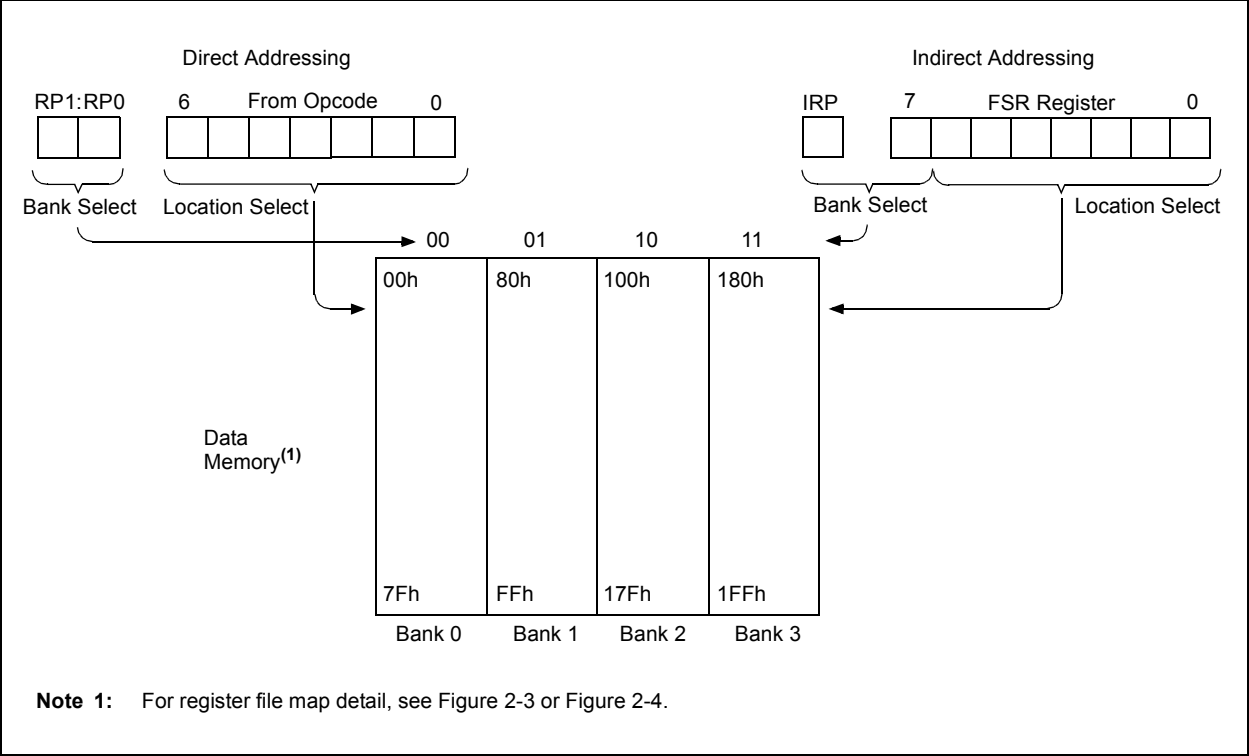 Direct Addressing
Indirect Addressing
RP1:RP0
6 From Opcode 0
IRP
7 FSR Register 0
Bank Select
Location Select
Bank Select
Location Select
00 01 10 11
00h 80h 100h 180h
Data
Memory(1)
7Fh FFh 17Fh 1FFh
Bank 0 Bank 1 Bank 2 Bank 3
Note 1: For register file map detail, see Figure 2-3 or Figure 2-4.